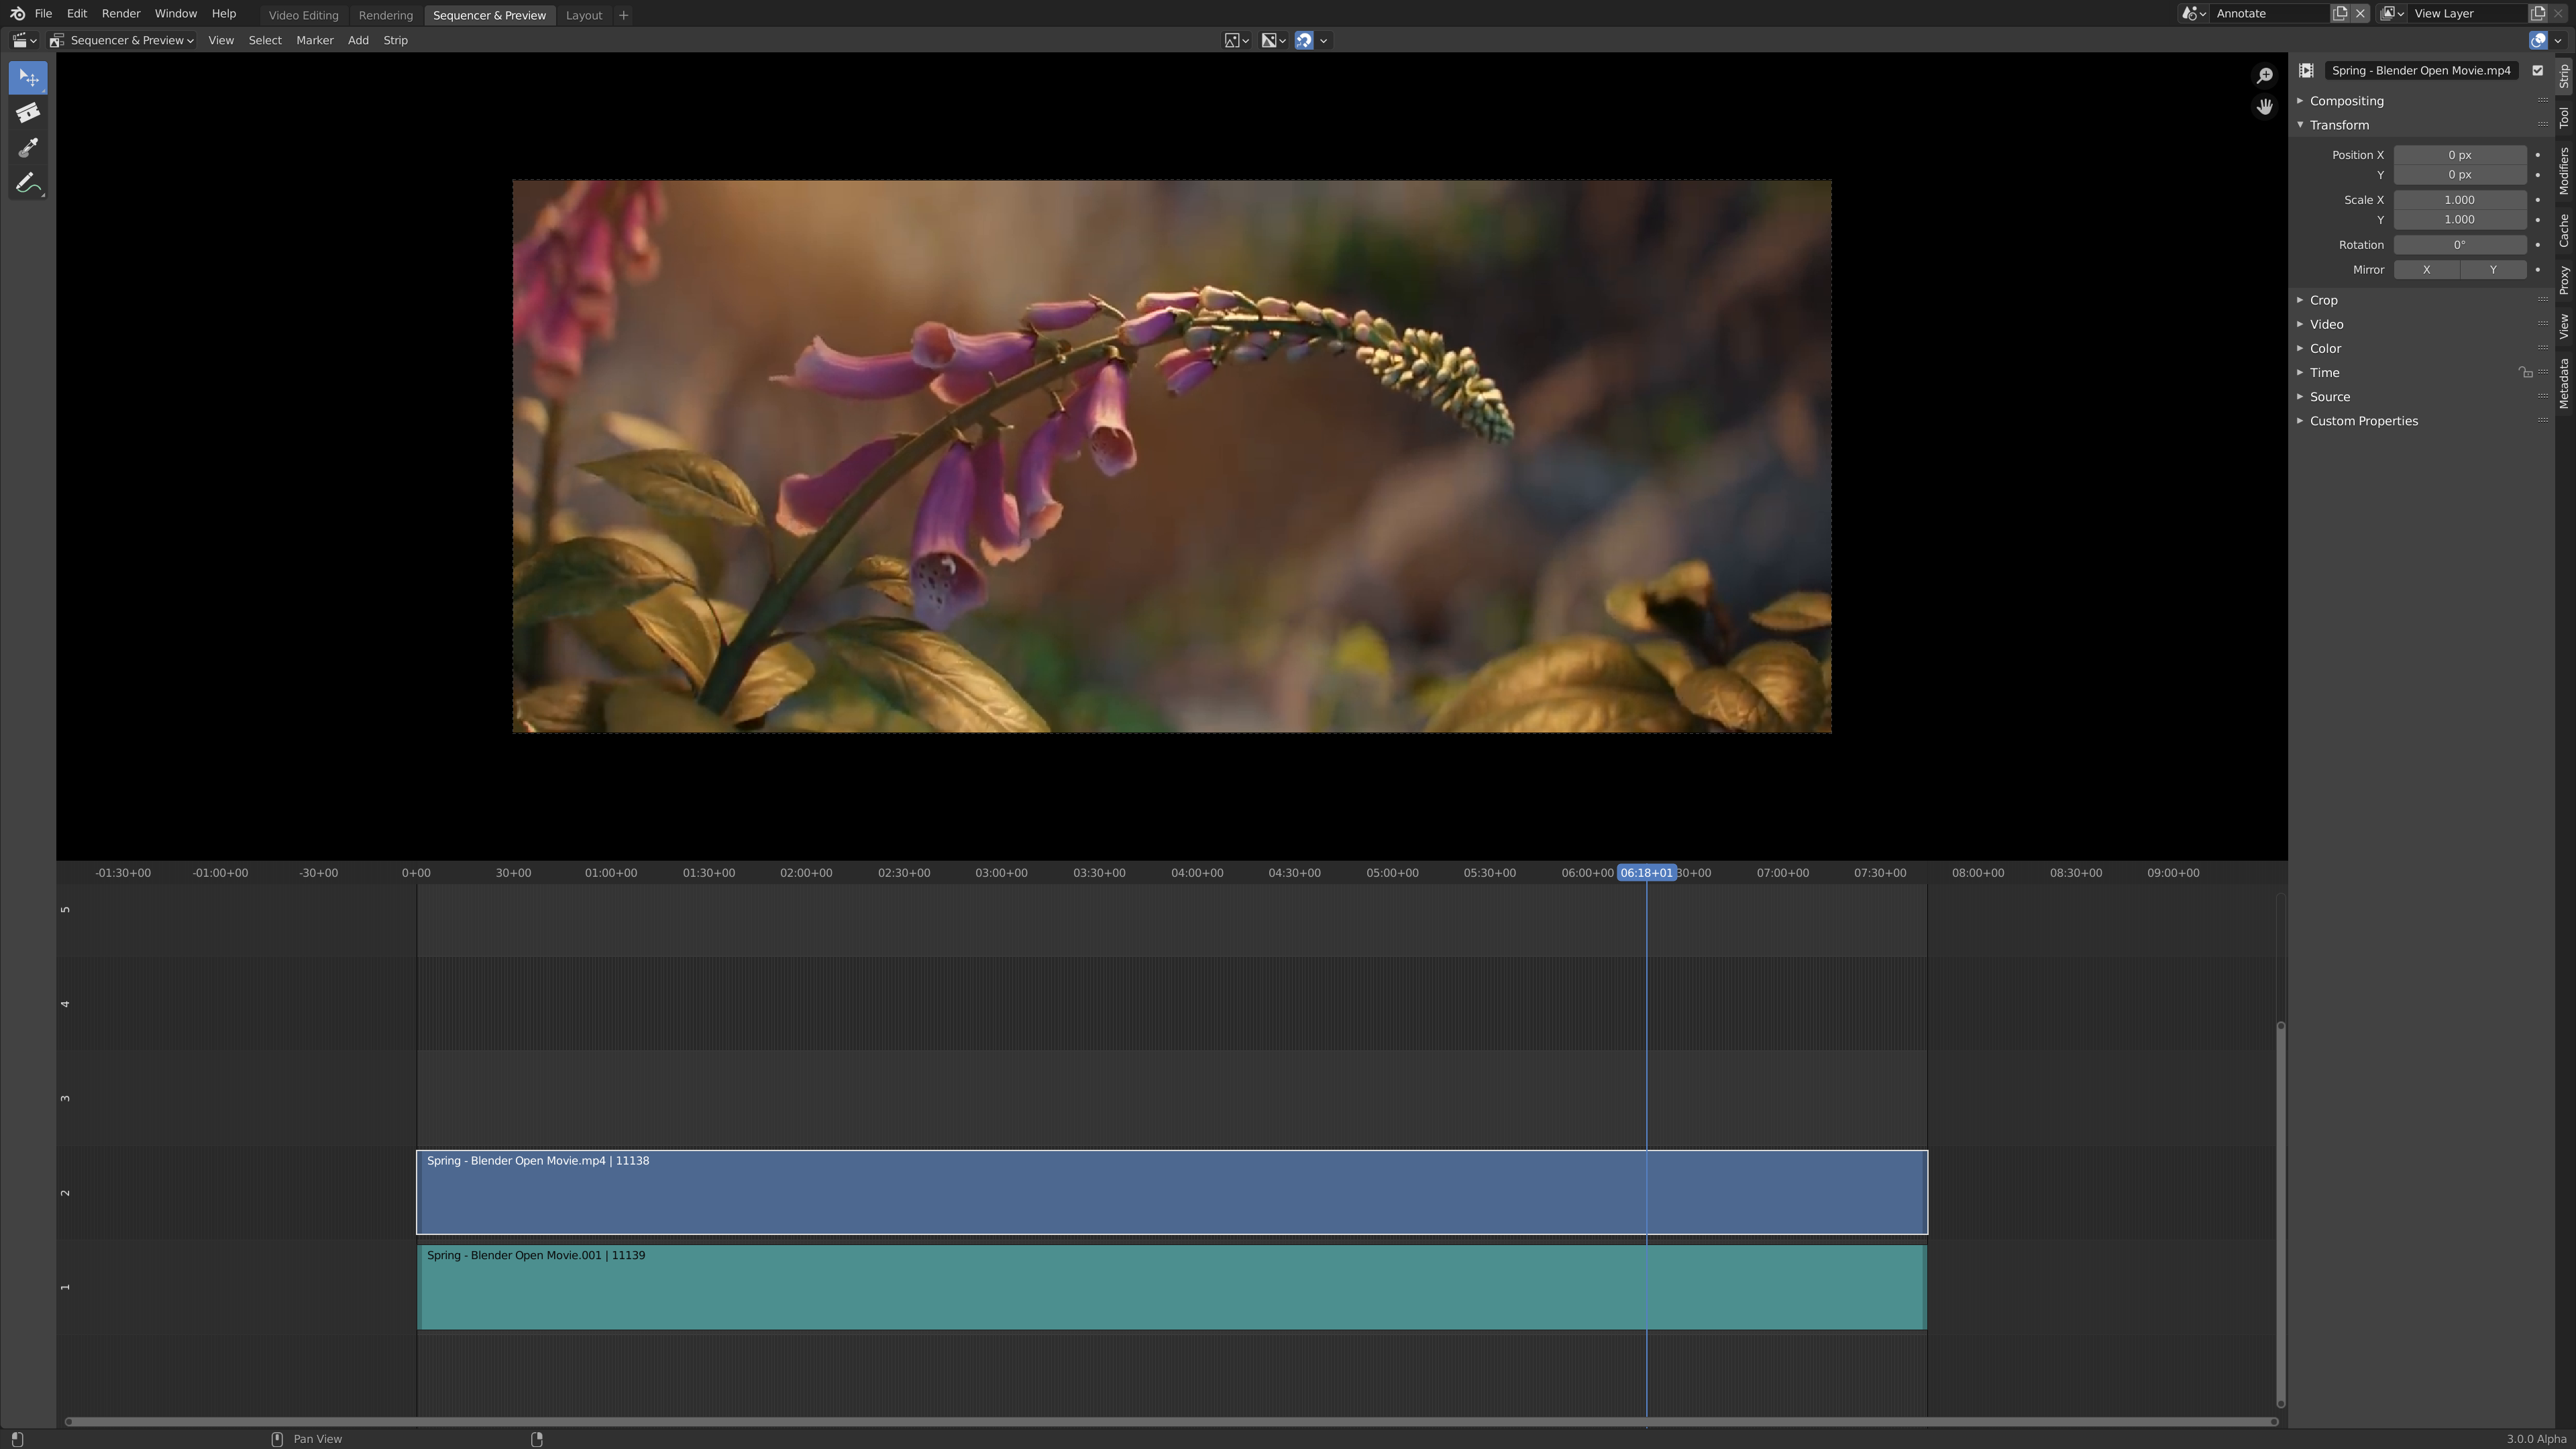 File Edit Render Window Help Video Editing Rendering Sequencer & Preview Layout Annotate View Layer
Sequencer & Preview View Select Marker Add Strip
Spring - Blender Open Movie.mp4
Compositing
Transform
Position X 0 px
Y 0 px
Scale X 1.000
Y 1.000
Rotation 0°
Mirror X Y
Crop
Video
Color
Time
Source
Custom Properties
Strip
Tool
Modifiers
Cache
Proxy
View
Metadata
-01:30+00 -01:00+00 -30+00 0+00 30+00 01:00+00 01:30+00 02:00+00 02:30+00 03:00+00 03:30+00 04:00+00 04:30+00 05:00+00 05:30+00 06:00+00 06:18+01 30+00 07:00+00 07:30+00 08:00+00 08:30+00 09:00+00
5
4
3
2
Spring - Blender Open Movie.mp4 | 11138
1
Spring - Blender Open Movie.001 | 11139
Pan View
3.0.0 Alpha